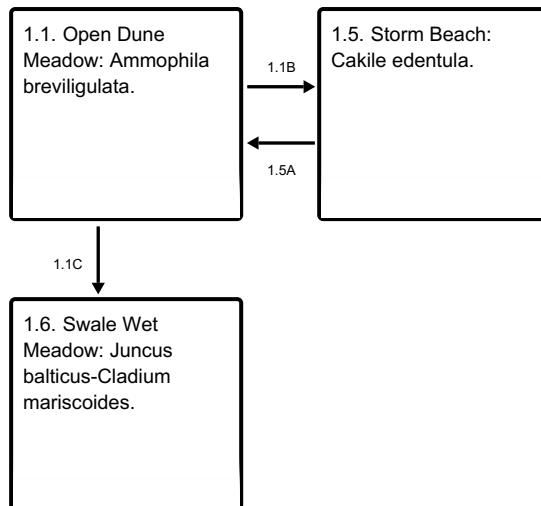 1.1. Open Dune
Meadow: Ammophila
breviligulata.
1.1B
1.5. Storm Beach:
Cakile edentula.
1.5A
1.1C
1.6. Swale Wet
Meadow: Juncus
balticus-Cladium
mariscoides.